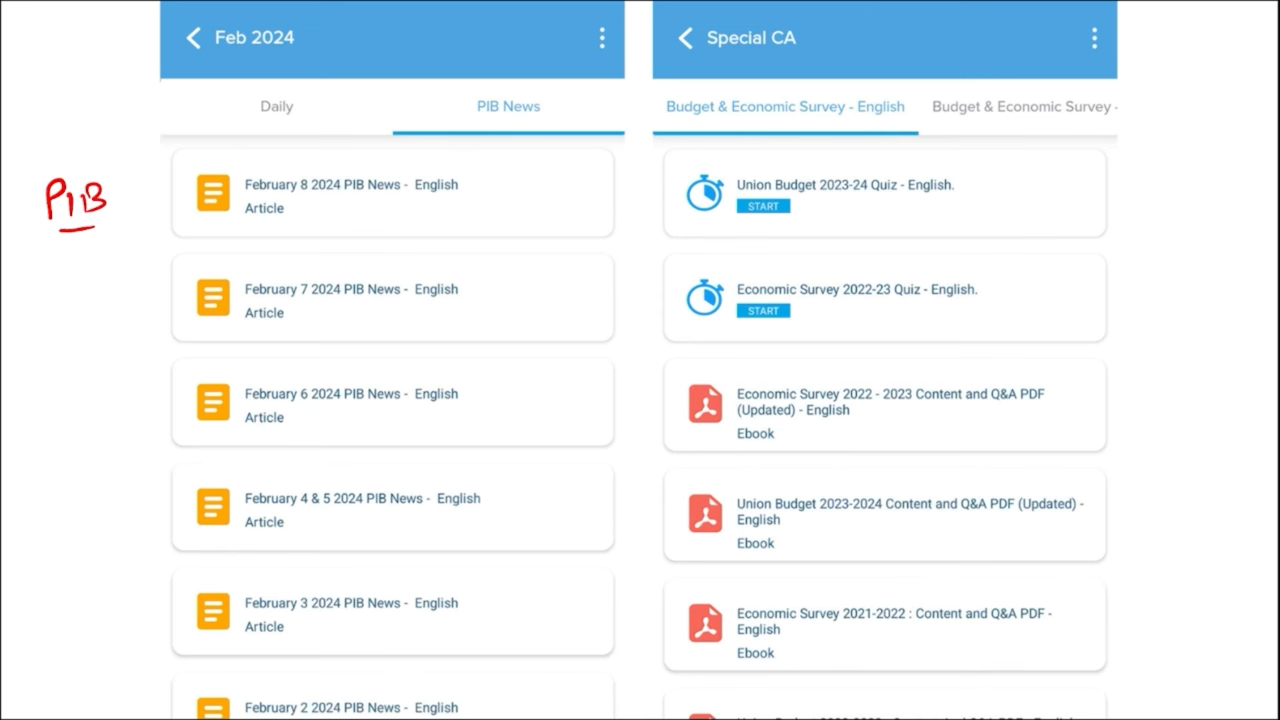 PIB
Feb 2024
Daily
PIB News
February 8 2024 PIB News - English
Article
February 7 2024 PIB News - English
Article
February 6 2024 PIB News - English
Article
February 4 & 5 2024 PIB News - English
Article
February 3 2024 PIB News - English
Article
February 2 2024 PIB News - English
Special CA
Budget & Economic Survey - English
Budget & Economic Survey -
Union Budget 2023-24 Quiz - English.
START
Economic Survey 2022-23 Quiz - English.
START
Economic Survey 2022 - 2023 Content and Q&A PDF
(Updated) - English
Ebook
Union Budget 2023-2024 Content and Q&A PDF (Updated) -
English
Ebook
Economic Survey 2021-2022 : Content and Q&A PDF -
English
Ebook